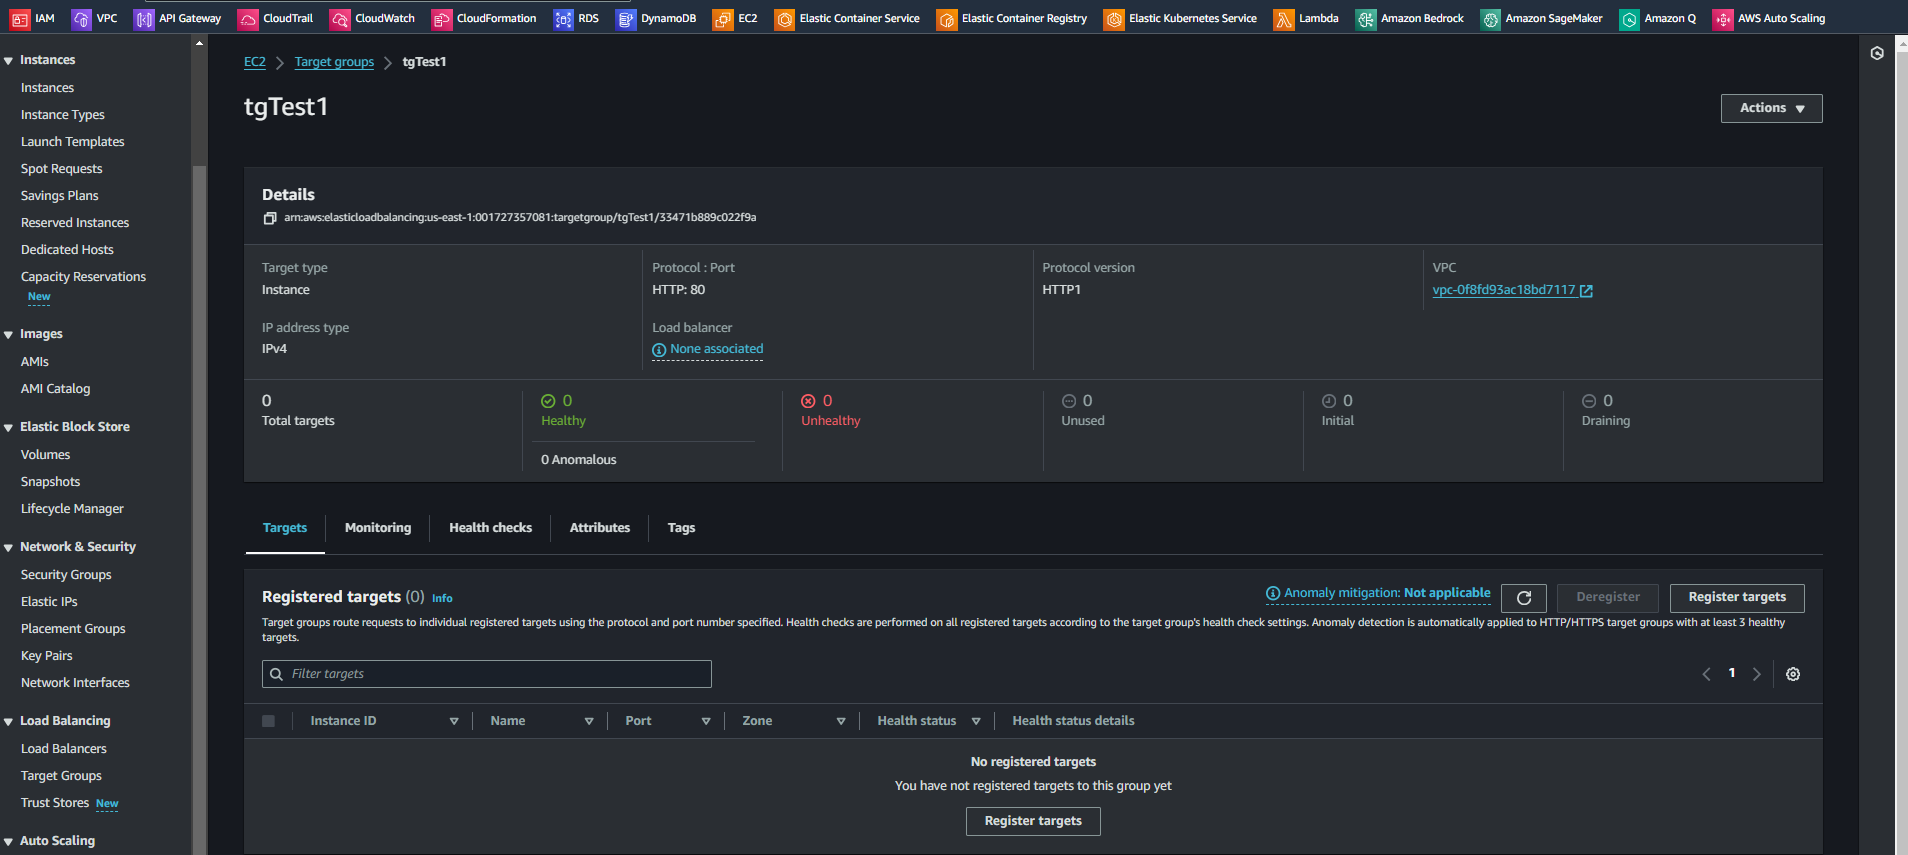 IAM VPC API Gateway CloudTrail CloudWatch CloudFormation RDS DynamoDB EC2 Elastic Container Service Elastic Container Registry Elastic Kubernetes Service Lambda Amazon Bedrock Amazon SageMaker Amazon Q AWS Auto Scaling
Instances
Instances
Instance Types
Launch Templates
Spot Requests
Savings Plans
Reserved Instances
Dedicated Hosts
Capacity Reservations
New
Images
AMIs
AMI Catalog
Elastic Block Store
Volumes
Snapshots
Lifecycle Manager
Network & Security
Security Groups
Elastic IPs
Placement Groups
Key Pairs
Network Interfaces
Load Balancing
Load Balancers
Target Groups
Trust Stores New
Auto Scaling
EC2 Target groups tgTest1
tgTest1
Actions
Details
arn:aws:elasticloadbalancing:us-east-1:001727357081:targetgroup/tgTest1/33471b889c022f9a
Target type
Instance
Protocol : Port
HTTP: 80
Protocol version
HTTP1
VPC
vpc-0f8fd93ac18bd7117
IP address type
IPv4
Load balancer
None associated
0
Total targets
0
Healthy
0 Anomalous
0
Unhealthy
0
Unused
0
Initial
0
Draining
Targets Monitoring Health checks Attributes Tags
Registered targets (0) Info
Anomaly mitigation: Not applicable
Deregister
Register targets
Target groups route requests to individual registered targets using the protocol and port number specified. Health checks are performed on all registered targets according to the target group's health check settings. Anomaly detection is automatically applied to HTTP/HTTPS target groups with at least 3 healthy
targets.
Filter targets
1
Instance ID Name Port Zone Health status Health status details
No registered targets
You have not registered targets to this group yet
Register targets